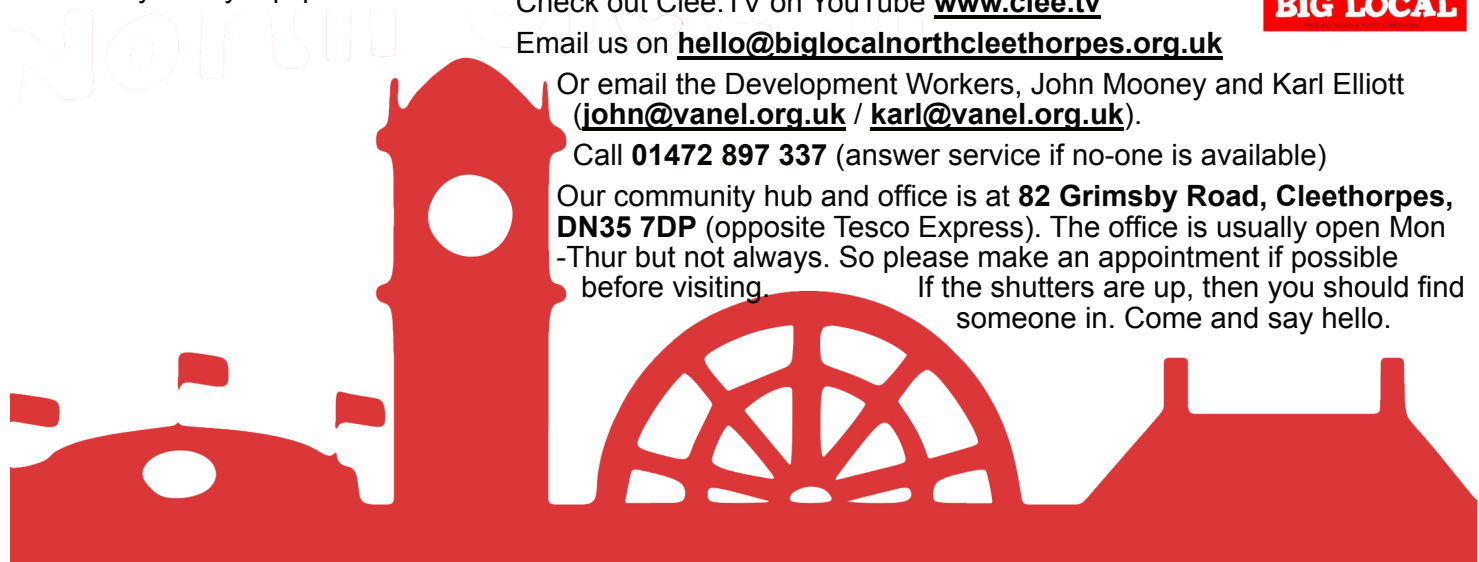 North Clee
Check out Clee.TV on YouTube www.clee.tv
BIG LOCAL
Email us on hello@biglocalnorthcleethorpes.org.uk
Or email the Development Workers, John Mooney and Karl Elliott
(john@vanel.org.uk / karl@vanel.org.uk).
Call 01472 897 337 (answer service if no-one is available)
Our community hub and office is at 82 Grimsby Road, Cleethorpes,
DN35 7DP (opposite Tesco Express). The office is usually open Mon
-Thur but not always. So please make an appointment if possible
before visiting. If the shutters are up, then you should find
someone in. Come and say hello.